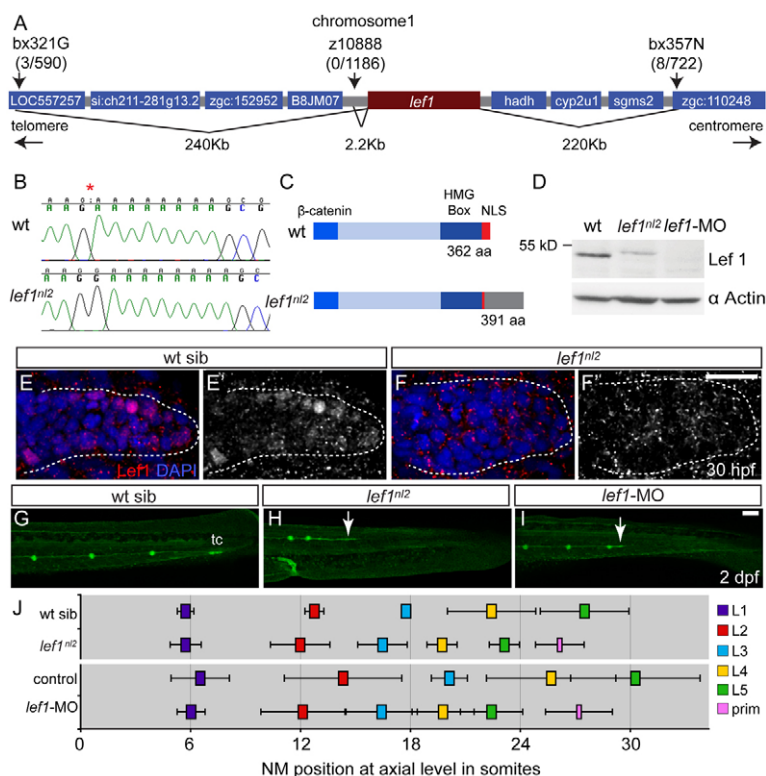 A
chromosome1
bx321G
(3/590)
z10888
(0/1186)
bx357N
(8/722)
LOC557257
si:ch211-281g13.2
zgc:152952
B8JM07
lef1
hadh
cyp2u1
sgms2
zgc:110248
telomere
240Kb
2.2Kb
220Kb
centromere
B
*
wt
A A G A A A A A A A A A G C G
lef1nl2
A A G G A A A A A A A A A G C
C
β-catenin
HMG
Box
NLS
wt
362 aa
lef1nl2
391 aa
D
wt
lef1nl2
lef1-MO
55 kD
Lef 1
α Actin
wt sib
lef1nl2
E
Lef1 DAPI
E'
F
F'
30 hpf
wt sib
lef1nl2
lef1-MO
G
tc
H
I
2 dpf
J
wt sib
lef1nl2
control
lef1-MO
0 6 12 18 24 30
NM position at axial level in somites
L1
L2
L3
L4
L5
prim